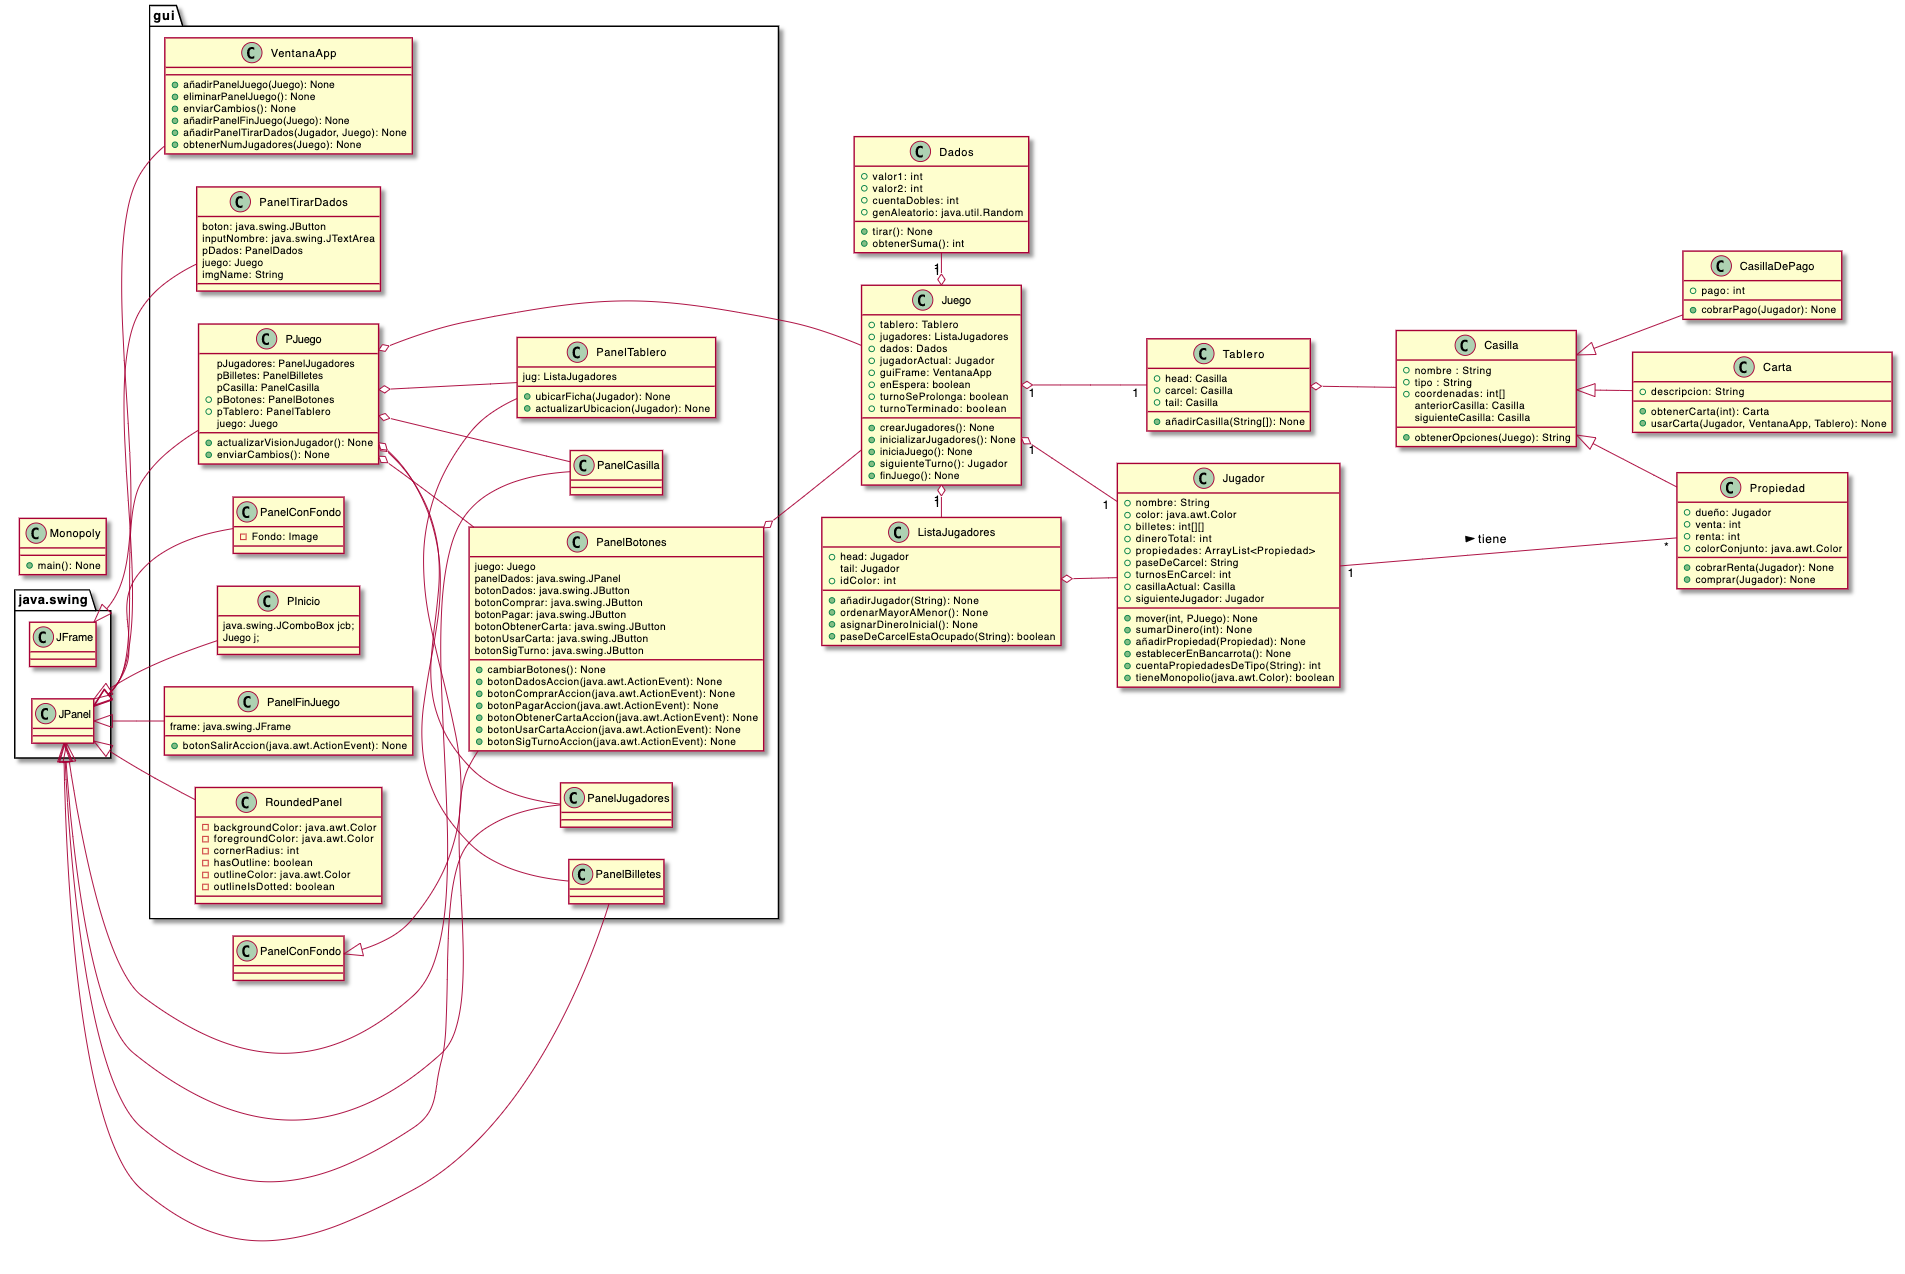 gui
VentanaApp
añadirPanelJuego(Juego): None
eliminarPanelJuego(): None
enviarCambios(): None
añadirPanelFinJuego(Juego): None
añadirPanelTirarDados(Jugador, Juego): None
obtenerNumJugadores(Juego): None
PanelTirarDados
boton: java.swing.JButton
inputNombre: java.swing.JTextArea
pDados: PanelDados
juego: Juego
imgName: String
PJuego
pJugadores: PanelJugadores
pBilletes: PanelBilletes
pCasilla: PanelCasilla
pBotones: PanelBotones
pTablero: PanelTablero
juego: Juego
actualizarVisionJugador(): None
enviarCambios(): None
PanelTablero
jug: ListaJugadores
ubicarFicha(Jugador): None
actualizarUbicacion(Jugador): None
PanelCasilla
PanelConFondo
Fondo: Image
Monopoly
main(): None
java.swing
JFrame
JPanel
PInicio
java.swing.JComboBox jcb;
Juego j;
PanelFinJuego
frame: java.swing.JFrame
botonSalirAccion(java.awt.ActionEvent): None
RoundedPanel
backgroundColor: java.awt.Color
foregroundColor: java.awt.Color
cornerRadius: int
hasOutline: boolean
outlineColor: java.awt.Color
outlineIsDotted: boolean
PanelBotones
juego: Juego
panelDados: java.swing.JPanel
botonDados: java.swing.JButton
botonComprar: java.swing.JButton
botonPagar: java.swing.JButton
botonObtenerCarta: java.swing.JButton
botonUsarCarta: java.swing.JButton
botonSigTurno: java.swing.JButton
cambiarBotones(): None
botonDadosAccion(java.awt.ActionEvent): None
botonComprarAccion(java.awt.ActionEvent): None
botonPagarAccion(java.awt.ActionEvent): None
botonObtenerCartaAccion(java.awt.ActionEvent): None
botonUsarCartaAccion(java.awt.ActionEvent): None
botonSigTurnoAccion(java.awt.ActionEvent): None
PanelJugadores
PanelBilletes
PanelConFondo
Dados
valor1: int
valor2: int
cuentaDobles: int
genAleatorio: java.util.Random
tirar(): None
obtenerSuma(): int
1
1
Juego
tablero: Tablero
jugadores: ListaJugadores
dados: Dados
jugadorActual: Jugador
guiFrame: VentanaApp
enEspera: boolean
turnoSeProlonga: boolean
turnoTerminado: boolean
crearJugadores(): None
inicializarJugadores(): None
iniciaJuego(): None
siguienteTurno(): Jugador
finJuego(): None
1
1
1
1
1
1
ListaJugadores
head: Jugador
tail: Jugador
idColor: int
añadirJugador(String): None
ordenarMayorAMenor(): None
asignarDineroInicial(): None
paseDeCarcelEstaOcupado(String): boolean
Tablero
head: Casilla
carcel: Casilla
tail: Casilla
añadirCasilla(String[]): None
Jugador
nombre: String
color: java.awt.Color
billetes: int[][]
dineroTotal: int
propiedades: ArrayList<Propiedad>
paseDeCarcel: String
turnosEnCarcel: int
casillaActual: Casilla
siguienteJugador: Jugador
mover(int, PJuego): None
sumarDinero(int): None
añadirPropiedad(Propiedad): None
establecerEnBancarrota(): None
cuentaPropiedadesDeTipo(String): int
tieneMonopolio(java.awt.Color): boolean
1
tiene
*
Casilla
nombre : String
tipo : String
coordenadas: int[]
anteriorCasilla: Casilla
siguienteCasilla: Casilla
obtenerOpciones(Juego): String
CasillaDePago
pago: int
cobrarPago(Jugador): None
Carta
descripcion: String
obtenerCarta(int): Carta
usarCarta(Jugador, VentanaApp, Tablero): None
Propiedad
dueño: Jugador
venta: int
renta: int
colorConjunto: java.awt.Color
cobrarRenta(Jugador): None
comprar(Jugador): None